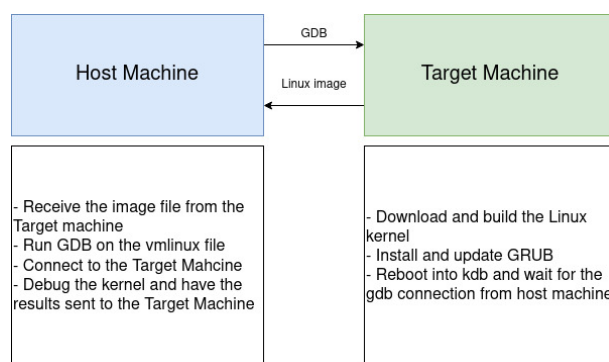 GDB
Host Machine
Target Machine
Linux image
- Receive the image file from the
Target machine
- Run GDB on the vmlinux file
- Connect to the Target Mahcine
- Debug the kernel and have the
results sent to the Target Machine
- Download and build the Linux
kernel
- Install and update GRUB
- Reboot into kdb and wait for the
gdb connection from host machine